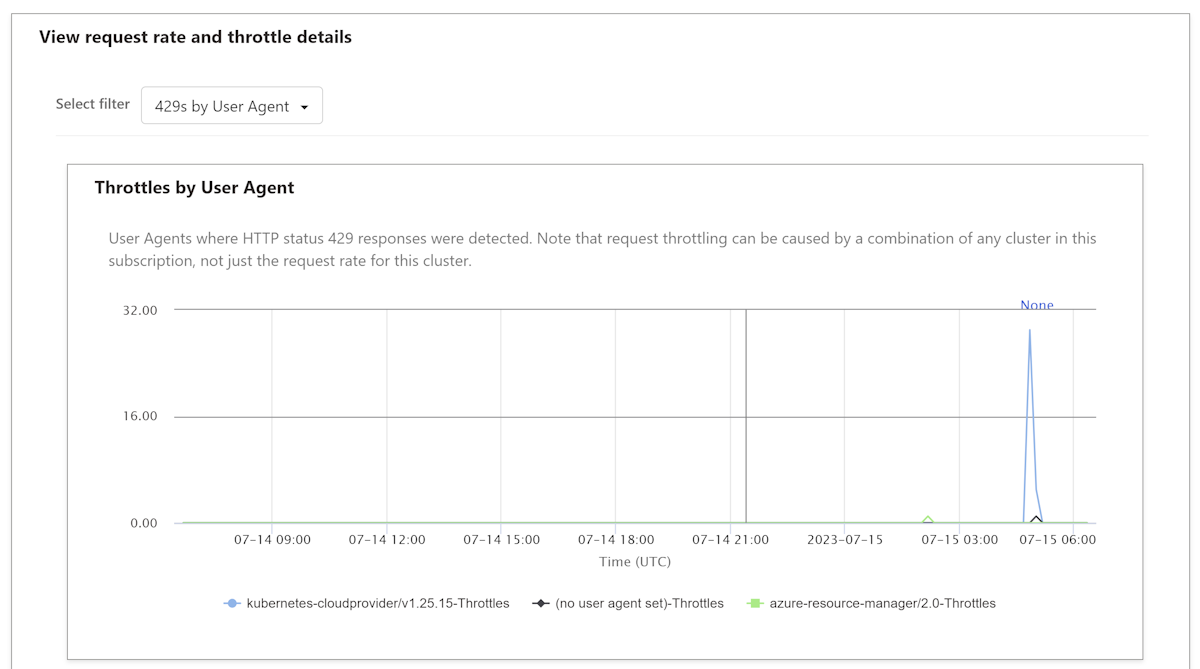 View request rate and throttle details
Select filter 429s by User Agent
Throttles by User Agent
User Agents where HTTP status 429 responses were detected. Note that request throttling can be caused by a combination of any cluster in this
subscription, not just the request rate for this cluster.
None
32.00
16.00
0.00
07-14 09:00 07-14 12:00 07-14 15:00 07-14 18:00 07-14 21:00 2023-07-15 07-15 03:00 07-15 06:00
Time (UTC)
kubernetes-cloudprovider/v1.25.15-Throttles (no user agent set)-Throttles azure-resource-manager/2.0-Throttles